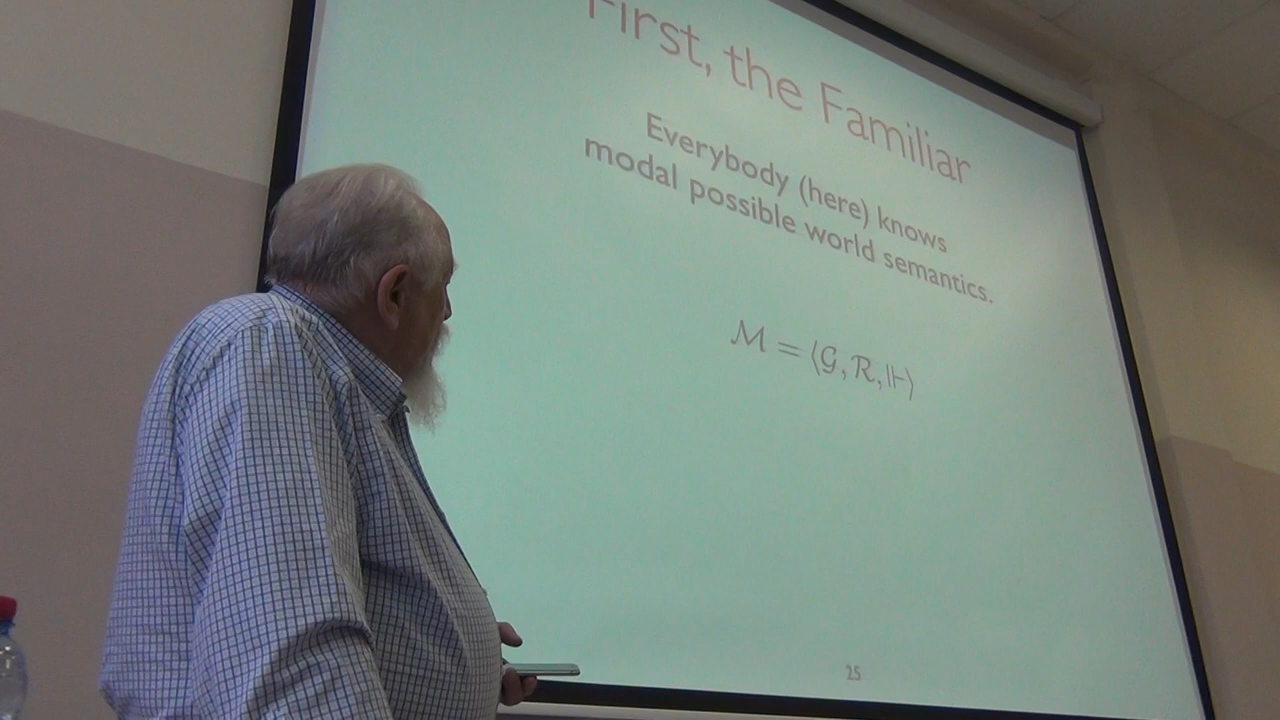 First, the Familiar
Everybody (here) knows
modal possible world semantics.
ℳ = ⟨𝒢, ℛ, ⊩⟩
25